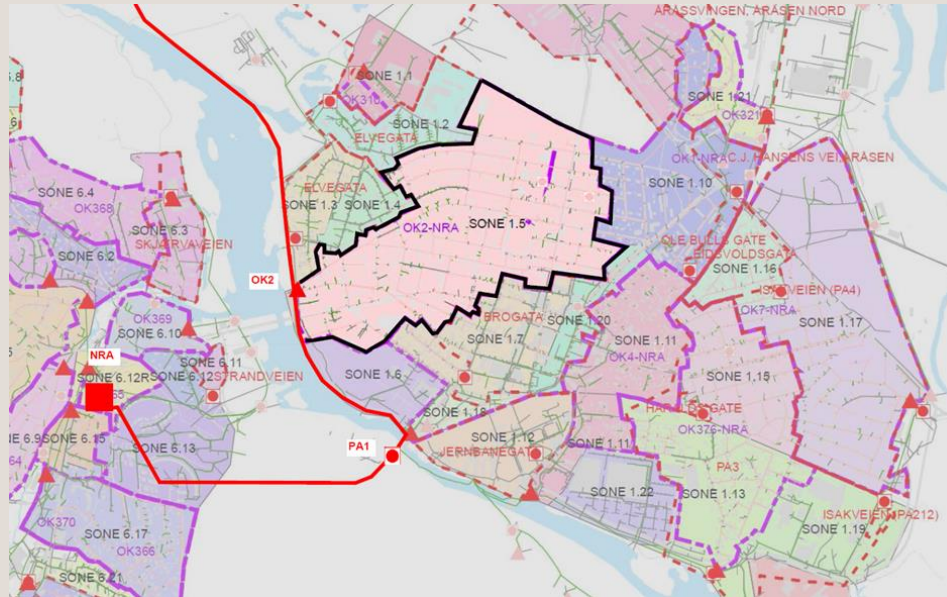 ÅRÅSSVINGEN, ÅRÅSEN NORD
SONE 1.1
OK318
SONE 1.2
ELVEGATA
SONE 1.21
OK321
OK1-NRA
C.J. HANSENS VEI, ÅRÅSEN
ELVEGATA
SONE 1.3
SONE 1.4
SONE 1.10
SONE 6.4
OK368
SONE 6.3
SONE 1.5
OK2-NRA
SONE 6.2
OLE BULLS GATE
EIDSVOLDSGATA
SONE 1.16
OK2
ISAKVEIEN (PA4)
OK7-NRA
SONE 1.17
OK369
SONE 6.10
BROGATA
SONE 1.20
SONE 1.7
SONE 1.11
OK4-NRA
NRA
SONE 6.11
SONE 6.12
STRANDVEIEN
SONE 1.6
SONE 1.15
SONE 1.18
OK376-NRA
SONE 6.9
SONE 6.15
SONE 6.13
PA1
SONE 1.12
JERNBANEGATA
SONE 1.11
PA3
SONE 1.13
SONE 1.22
OK370
ISAKVEIEN (PA212)
SONE 1.19
SONE 6.17
OK366
SONE 6.21